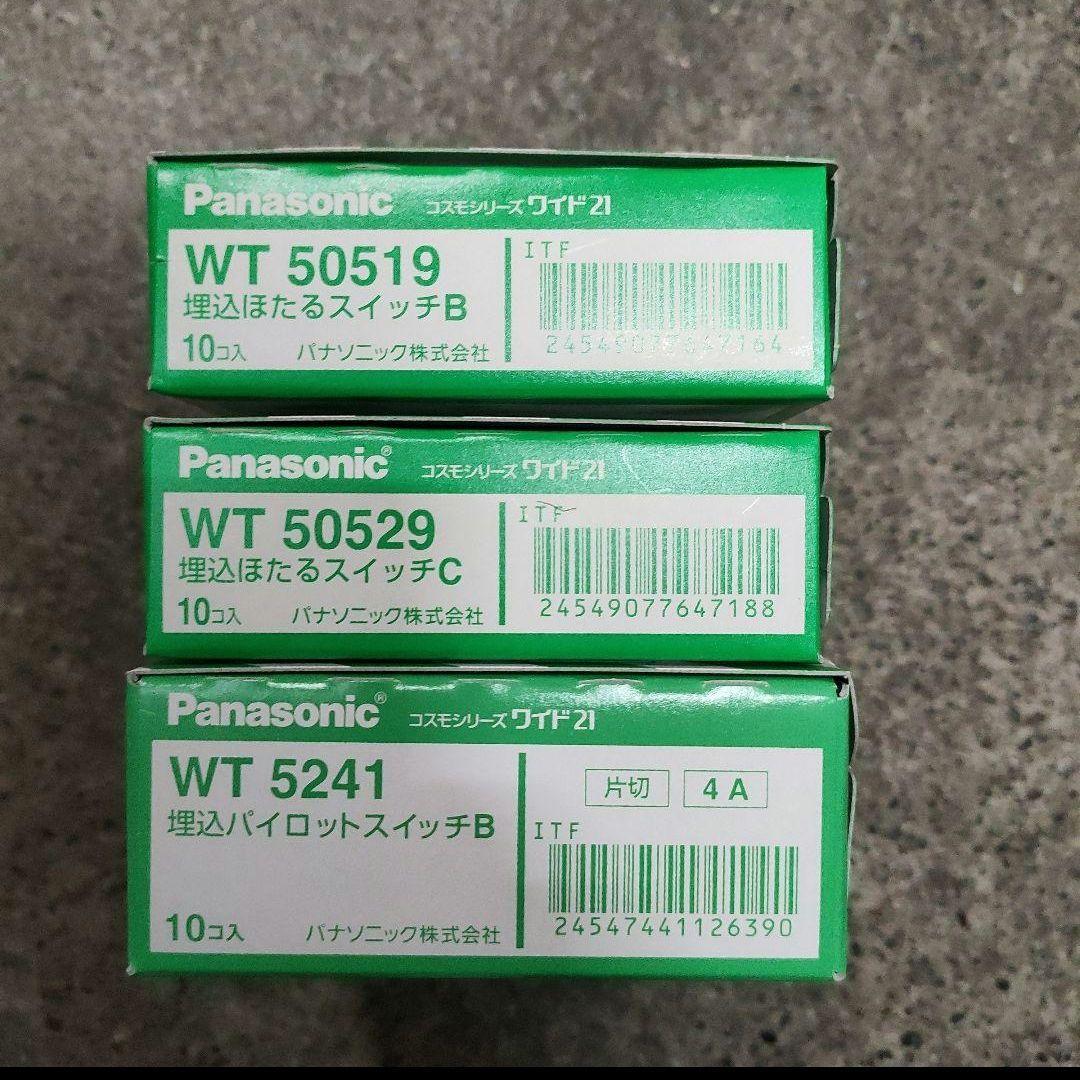 Panasonic コスモシリーズ ワイド21
WT 50519
埋込ほたるスイッチB
10コ入 パナソニック株式会社
ITF
24549077647164
Panasonic® コスモシリーズ ワイド21
WT 50529
埋込ほたるスイッチC
10コ入 パナソニック株式会社
ITF
24549077647188
Panasonic® コスモシリーズ ワイド21
WT 5241
埋込パイロットスイッチB
10コ入 パナソニック株式会社
片切 4A
ITF
24547441126390